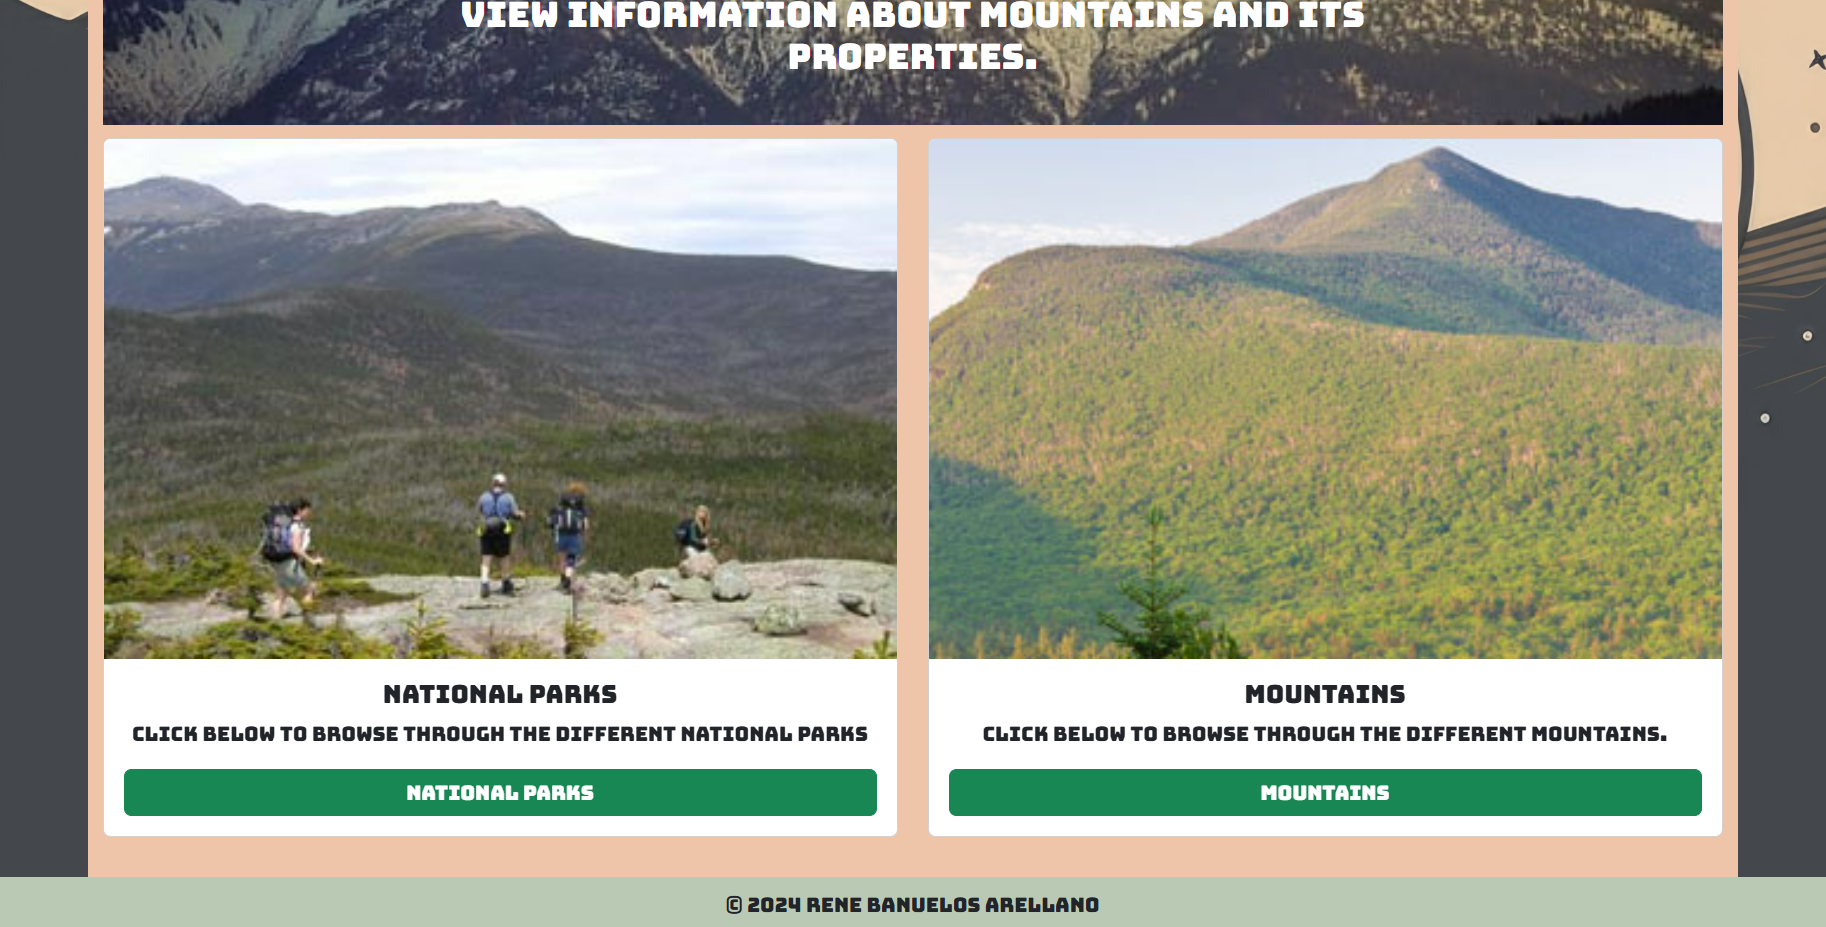 VIEW INFORMATION ABOUT MOUNTAINS AND ITS
PROPERTIES.
NATIONAL PARKS
CLICK BELOW TO BROWSE THROUGH THE DIFFERENT NATIONAL PARKS
NATIONAL PARKS
MOUNTAINS
CLICK BELOW TO BROWSE THROUGH THE DIFFERENT MOUNTAINS.
MOUNTAINS
© 2024 RENE BANUELOS ARELLANO